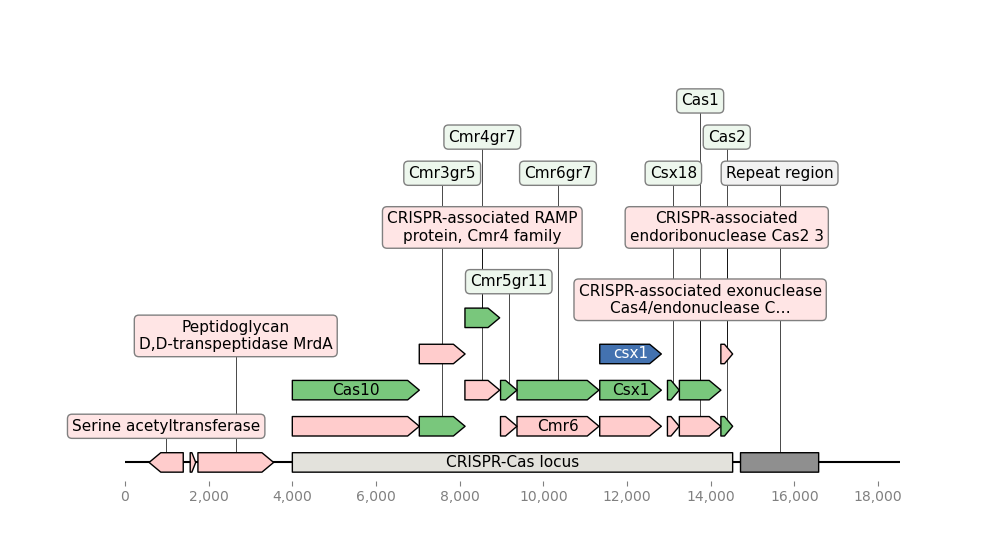 Cas1
Cmr4gr7
Cas2
Cmr3gr5
Cmr6gr7
Csx18
Repeat region
CRISPR-associated RAMP
protein, Cmr4 family
CRISPR-associated
endoribonuclease Cas2 3
Cmr5gr11
CRISPR-associated exonuclease
Cas4/endonuclease C...
Peptidoglycan
D,D-transpeptidase MrdA
csx1
Cas10
Csx1
Serine acetyltransferase
Cmr6
CRISPR-Cas locus
0
2,000
4,000
6,000
8,000
10,000
12,000
14,000
16,000
18,000